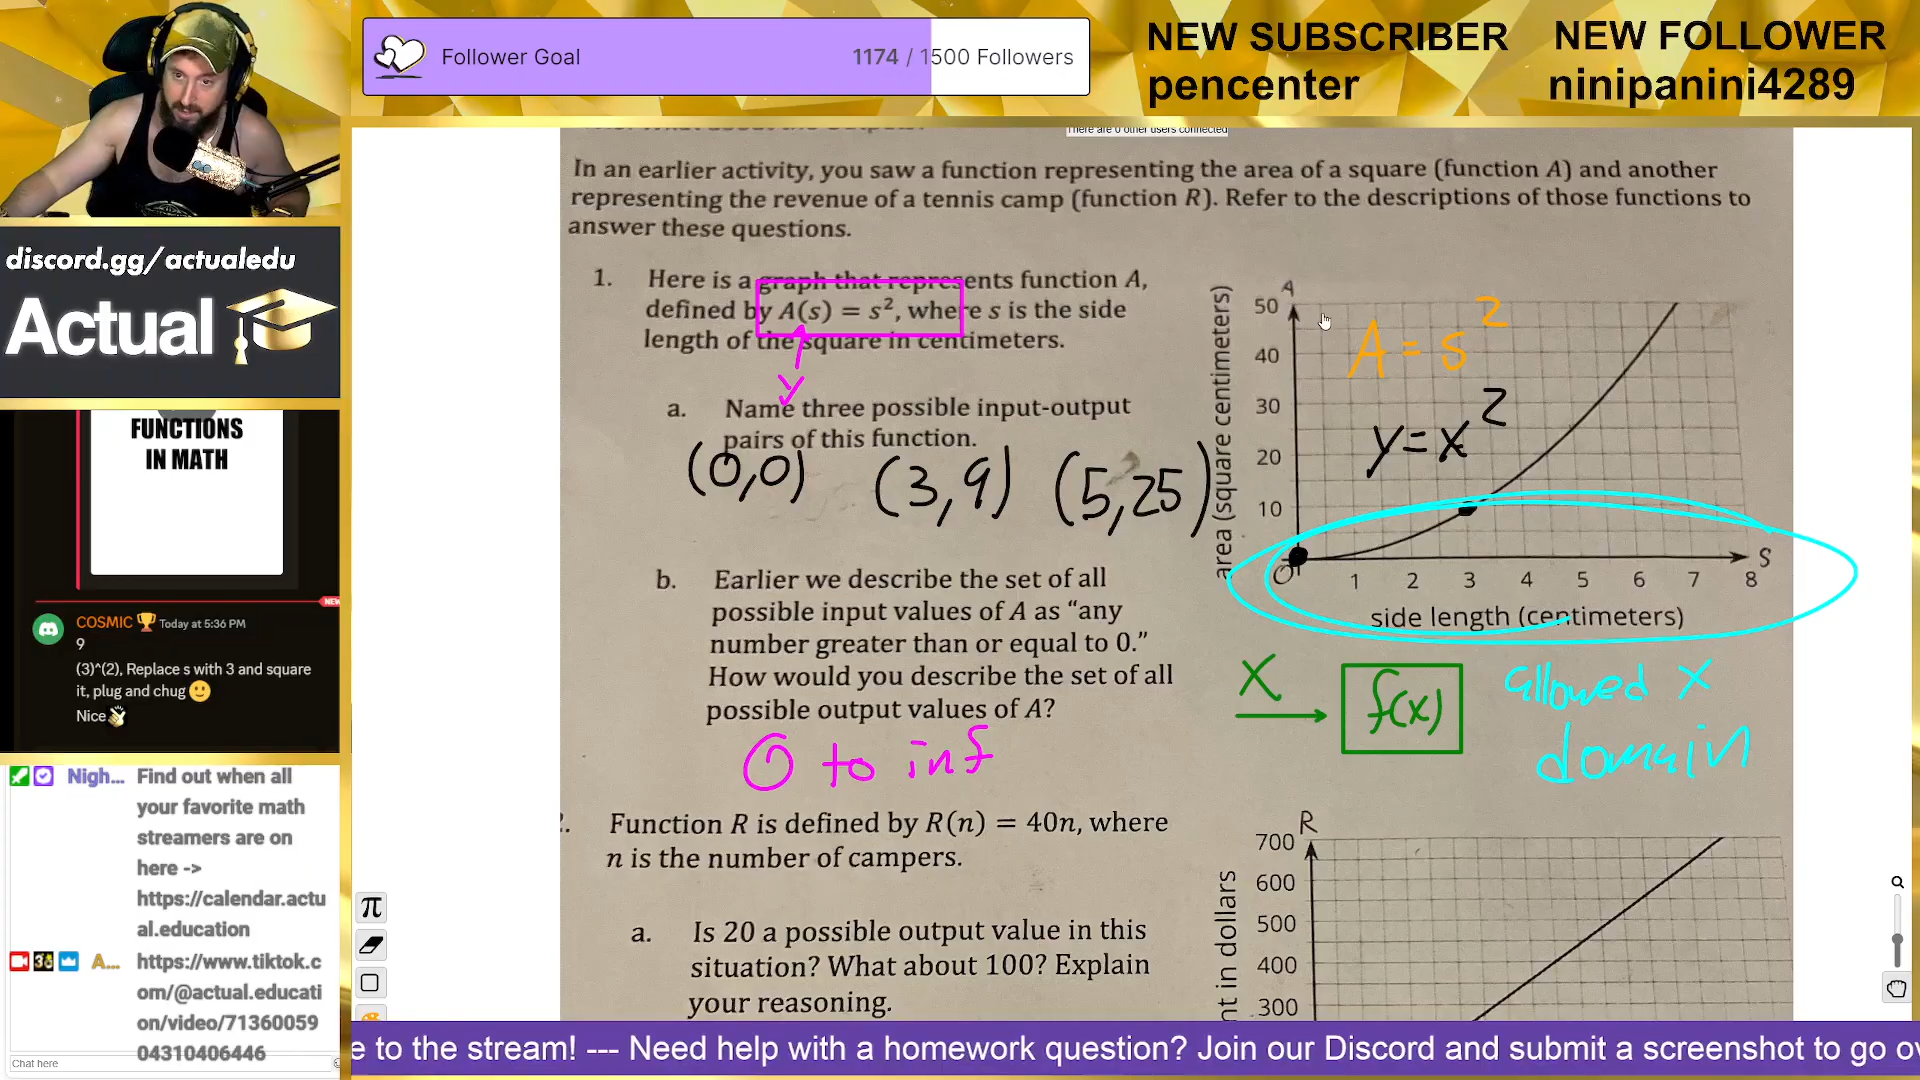 Follower Goal
1174 / 1500 Followers
NEW SUBSCRIBER
pencenter
NEW FOLLOWER
ninipanini4289
There are 0 other users connected
discord.gg/actualedu
Actual
FUNCTIONS
IN MATH
NEW
COSMIC 🏆 Today at 5:36 PM
9
(3)^(2), Replace s with 3 and square
it, plug and chug 🙂
Nice
Nigh... Find out when all
your favorite math
streamers are on
here ->
https://calendar.actu
al.education
A... https://www.tiktok.c
om/@actual.educati
on/video/71360059
04310406446
Chat here
In an earlier activity, you saw a function representing the area of a square (function A) and another
representing the revenue of a tennis camp (function R). Refer to the descriptions of those functions to
answer these questions.
1. Here is a graph that represents function A,
defined by A(s) = s², where s is the side
length of the square in centimeters.
y
a. Name three possible input-output
pairs of this function.
(0,0) (3,9) (5,25)
b. Earlier we describe the set of all
possible input values of A as “any
number greater than or equal to 0.”
How would you describe the set of all
possible output values of A?
0 to inf
A
50
40
30
20
10
O
1 2 3 4 5 6 7 8
S
area (square centimeters)
side length (centimeters)
A = s²
y = x²
x
f(x)
allowed x
domain
2. Function R is defined by R(n) = 40n, where
n is the number of campers.
a. Is 20 a possible output value in this
situation? What about 100? Explain
your reasoning.
R
700
600
500
400
300
in dollars
π
e to the stream! --- Need help with a homework question? Join our Discord and submit a screenshot to go ov